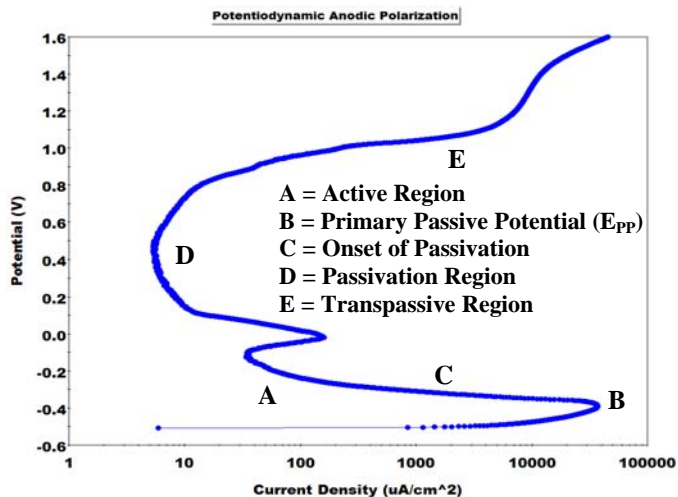 Potentiodynamic Anodic Polarization
1.6
1.4
1.2
1.0
0.8
0.6
0.4
0.2
0.0
-0.2
-0.4
-0.6
Potential (V)
E
A = Active Region
B = Primary Passive Potential (EPP)
C = Onset of Passivation
D = Passivation Region
E = Transpassive Region
D
C
A
B
1 10 100 1000 10000 100000
Current Density (uA/cm^2)